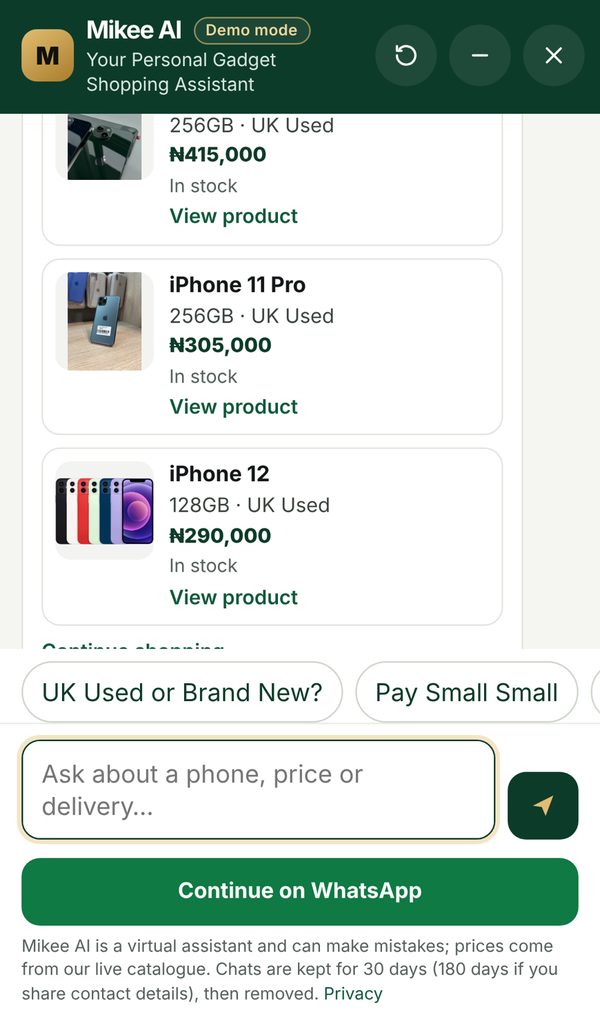 M
Mikee AI
Demo mode
Your Personal Gadget
Shopping Assistant
256GB · UK Used
₦415,000
In stock
View product
iPhone 11 Pro
256GB · UK Used
₦305,000
In stock
View product
iPhone 12
128GB · UK Used
₦290,000
In stock
View product
Continue shopping
UK Used or Brand New?
Pay Small Small
Ask about a phone, price or
delivery...
Continue on WhatsApp
Mikee AI is a virtual assistant and can make mistakes; prices come
from our live catalogue. Chats are kept for 30 days (180 days if you
share contact details), then removed. Privacy